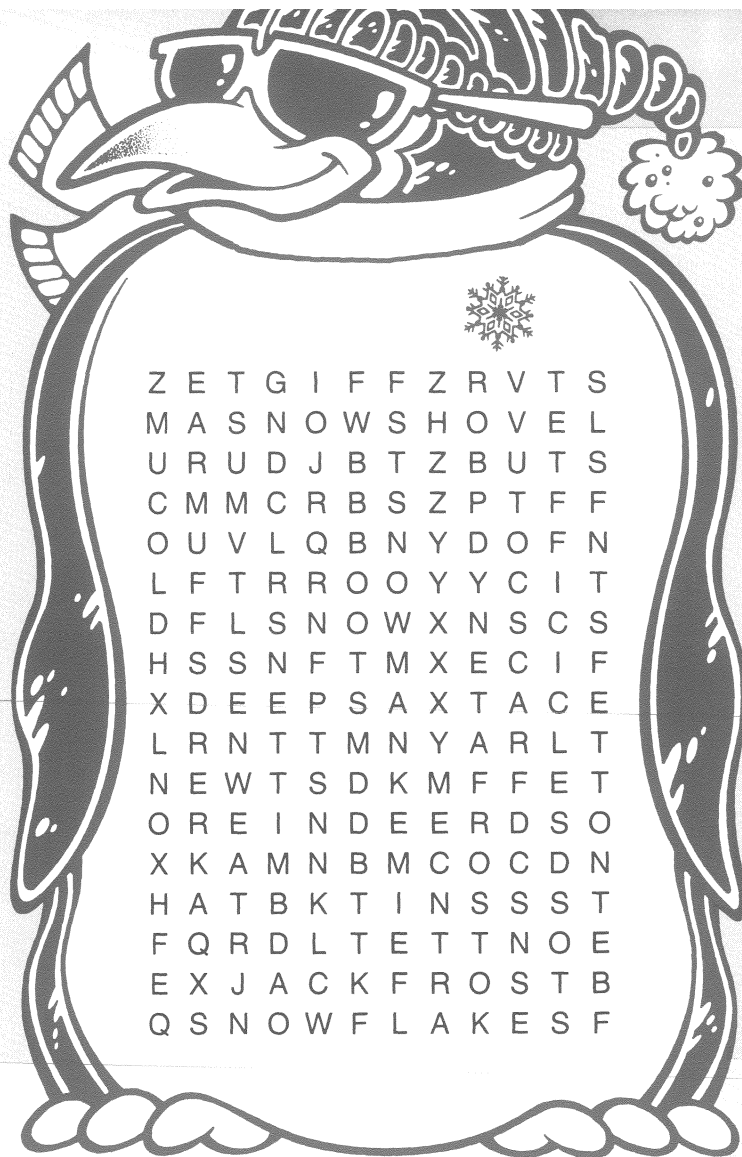 Z E T G I F F Z R V T S
M A S N O W S H O V E L
U R U D J B T Z B U T S
C M M C R B S Z P T F F
O U V L Q B N Y D O F N
L F T R R O O Y Y C I T
D F L S N O W X N S C S
H S S N F T M X E C I F
X D E E P S A X T A C E
L R N T T M N Y A R L T
N E W T S D K M F F E T
O R E I N D E E R D S O
X K A M N B M C O C D N
H A T B K T I N S S S T
F Q R D L T E T T N O E
E X J A C K F R O S T B
Q S N O W F L A K E S F